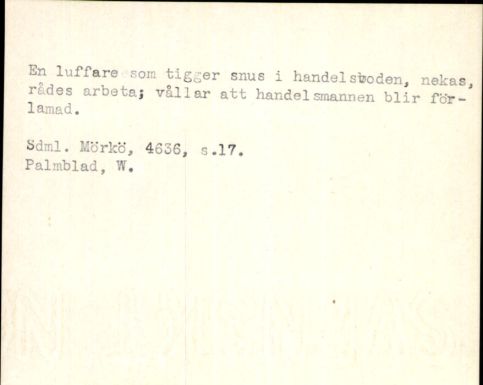 En luffare som tigger snus i handelsboden, nekas,
rådes arbeta; vållar att handelsmannen blir för-
lamad.
Sdml. Mörkö, 4636, s.17.
Palmblad, W.